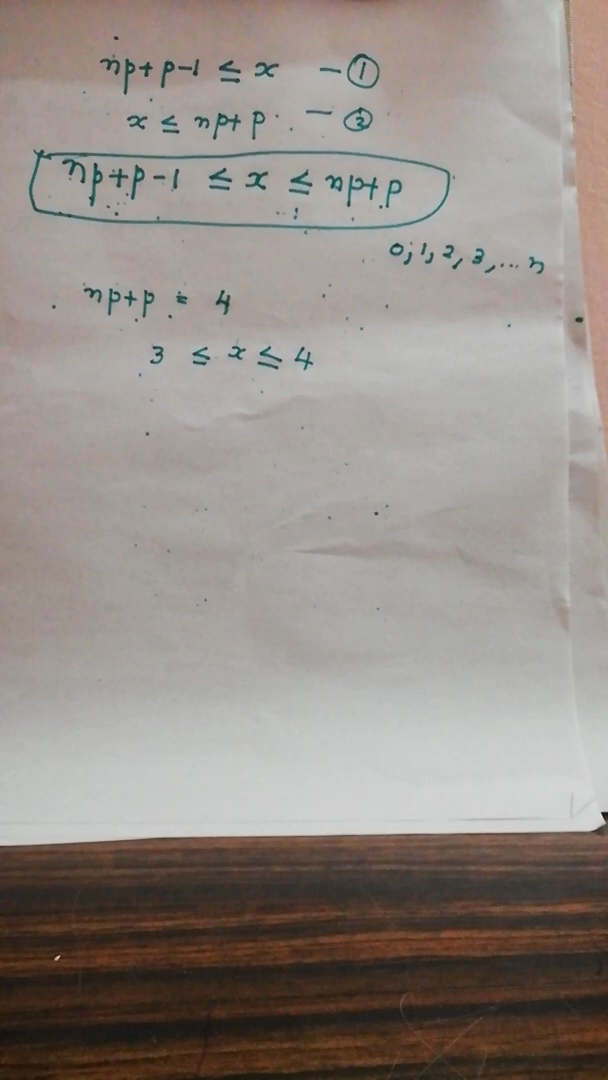 np+p-1 ≤ x —①
x ≤ np+p —②
np+p-1 ≤ x ≤ np+p
0,1,2,3,...n
np+p = 4
3 ≤ x ≤ 4